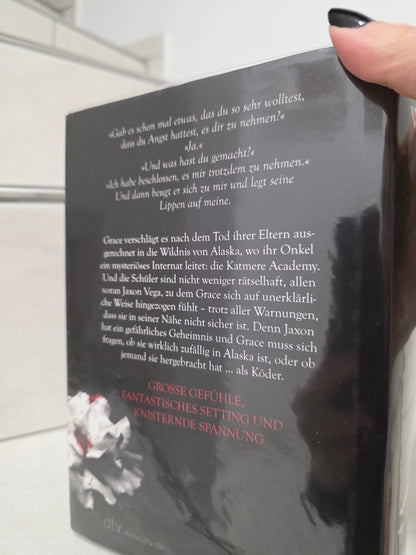 »Gab es schon mal etwas, das du so sehr wolltest,
dass du Angst hattest, es dir zu nehmen?«
»Ja.«
»Und was hast du gemacht?«
»Ich habe beschlossen, es mir trotzdem zu nehmen.«
Und dann beugt er sich zu mir und legt seine
Lippen auf meine.
Grace verschlägt es nach dem Tod ihrer Eltern aus-
gerechnet in die Wildnis von Alaska, wo ihr Onkel
ein mysteriöses Internat leitet: die Katmere Academy.
Und die Schüler sind nicht weniger rätselhaft, allen
voran Jaxon Vega, zu dem Grace sich auf unerklärli-
che Weise hingezogen fühlt – trotz aller Warnungen,
dass sie in seiner Nähe nicht sicher ist. Denn Jaxon
hat ein gefährliches Geheimnis und Grace muss sich
fragen, ob sie wirklich zufällig in Alaska ist, oder ob
jemand sie hergebracht hat ... als Köder.
GROSSE GEFÜHLE,
FANTASTISCHES SETTING UND
KNISTERNDE SPANNUNG
dtv www.dtv.de